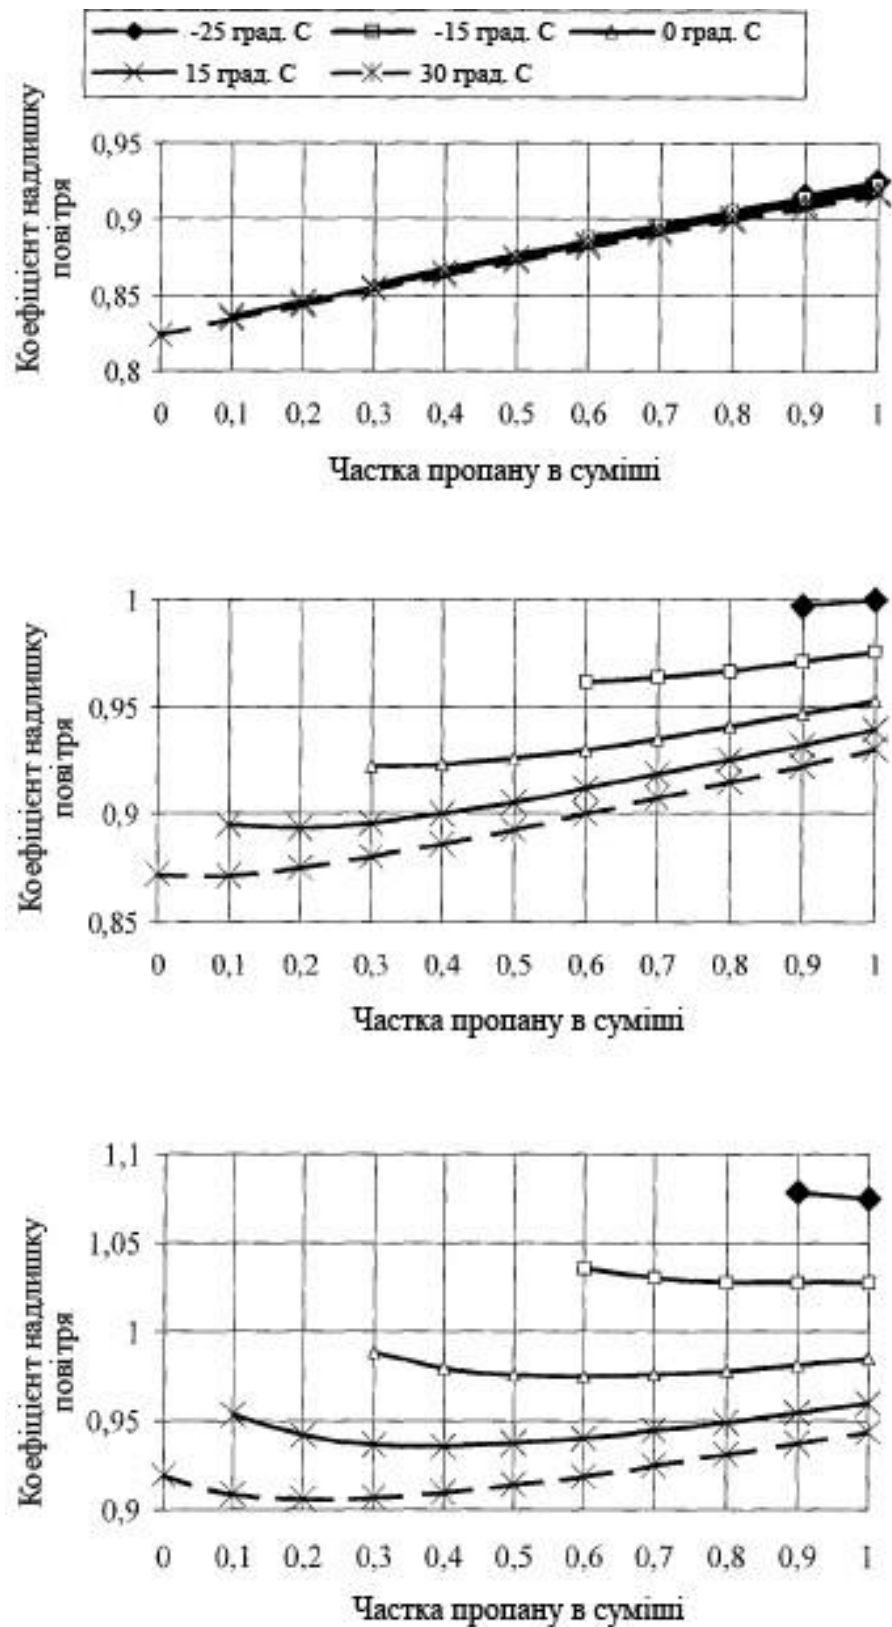 -25 град. С -15 град. С 0 град. С
15 град. С 30 град. С
Коефіцієнт надлишку
повітря
0,95
0,9
0,85
0,8
0 0,1 0,2 0,3 0,4 0,5 0,6 0,7 0,8 0,9 1
Частка пропану в суміші
Коефіцієнт надлишку
повітря
1
0,95
0,9
0,85
0 0,1 0,2 0,3 0,4 0,5 0,6 0,7 0,8 0,9 1
Частка пропану в суміші
Коефіцієнт надлишку
повітря
1,1
1,05
1
0,95
0,9
0 0,1 0,2 0,3 0,4 0,5 0,6 0,7 0,8 0,9 1
Частка пропану в суміші